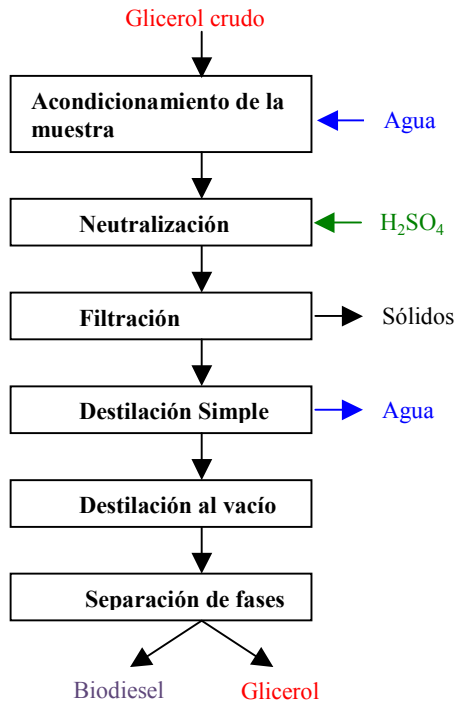 Glicerol crudo
Acondicionamiento de la
muestra
Agua
Neutralización
H₂SO₄
Filtración
Sólidos
Destilación Simple
Agua
Destilación al vacío
Separación de fases
Biodiesel
Glicerol